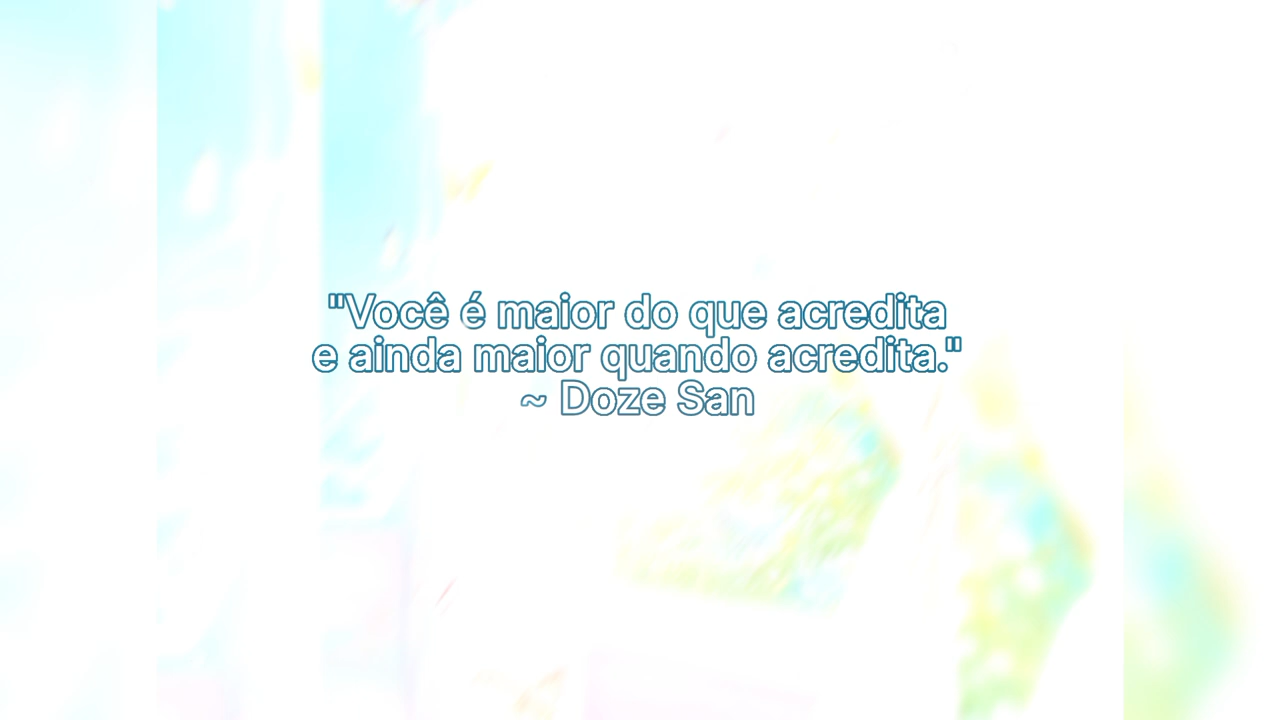 "Você é maior do que acredita
e ainda maior quando acredita."
~ Doze San